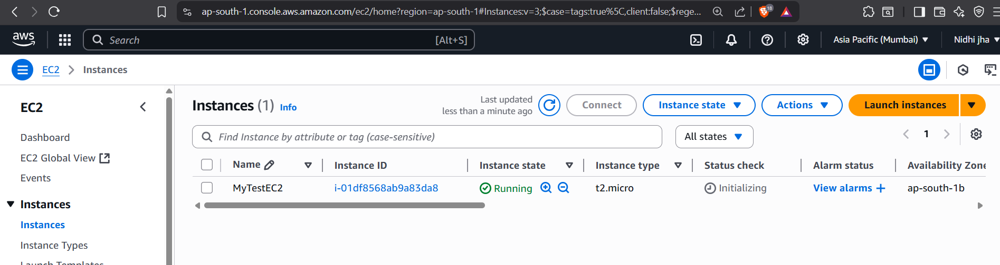 ap-south-1.console.aws.amazon.com/ec2/home?region=ap-south-1#Instances:v=3;$case=tags:true%5C,client:false;$rege...
18
aws
Search
[Alt+S]
Asia Pacific (Mumbai)
Nidhi jha
EC2
Instances
EC2
Dashboard
EC2 Global View
Events
Instances
Instances
Instance Types
Launch Templates
Instances (1) Info
Last updated
less than a minute ago
Connect
Instance state
Actions
Launch instances
Find Instance by attribute or tag (case-sensitive)
All states
1
Name Instance ID Instance state Instance type Status check Alarm status Availability Zone
MyTestEC2 i-01df8568ab9a83da8 Running t2.micro Initializing View alarms + ap-south-1b